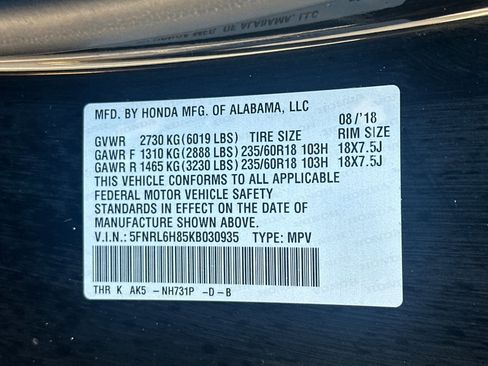 MFD. BY HONDA MFG. OF ALABAMA, LLC
08/'18
GVWR 2730 KG(6019 LBS) TIRE SIZE RIM SIZE
GAWR F 1310 KG(2888 LBS) 235/60R18 103H 18X7.5J
GAWR R 1465 KG(3230 LBS) 235/60R18 103H 18X7.5J
THIS VEHICLE CONFORMS TO ALL APPLICABLE
FEDERAL MOTOR VEHICLE SAFETY
STANDARDS IN EFFECT ON THE DATE OF
MANUFACTURE SHOWN ABOVE.
V.I.N.: 5FNRL6H85KB030935 TYPE: MPV
THR K AK5 -NH731P -D-B